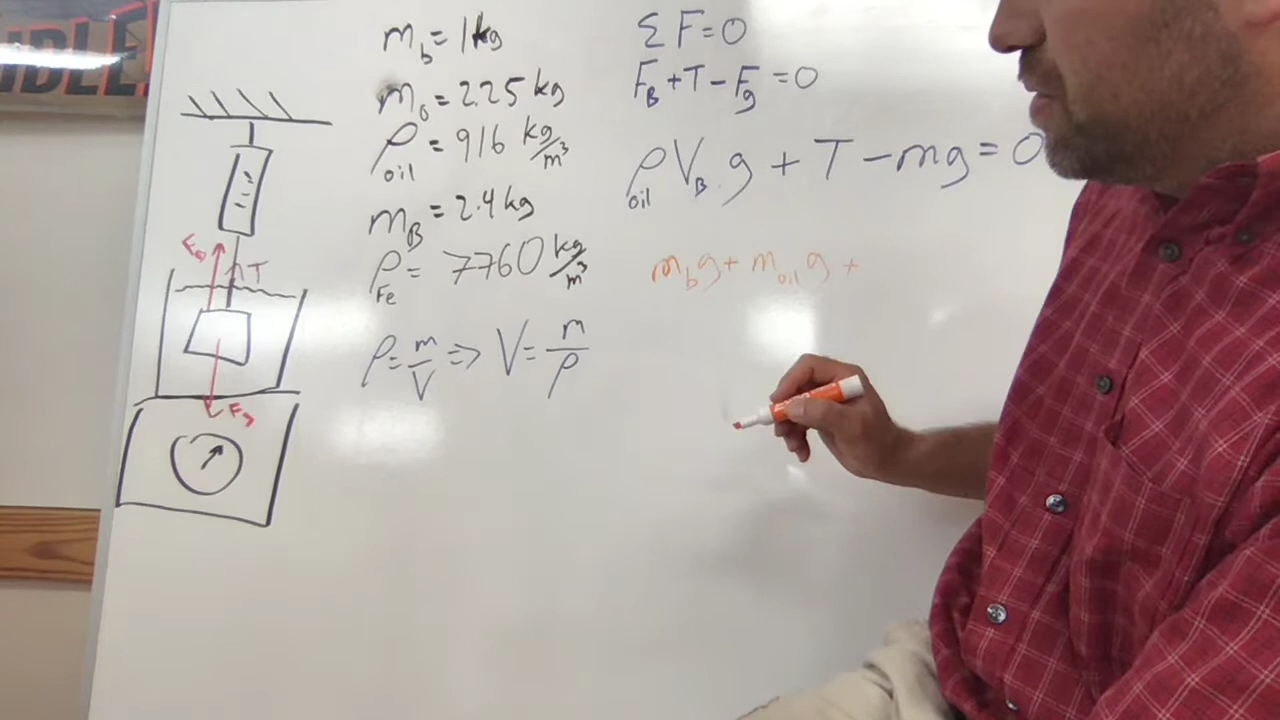 IDLE
m_b = 1kg
m_o = 2.25 kg
ρ_oil = 916 kg/m³
m_B = 2.4 kg
ρ_Fe = 7760 kg/m³
ρ = m/V => V = m/ρ
ΣF = 0
F_B + T - F_g = 0
ρ_oil V_B g + T - mg = 0
m_b g + m_oil g +
F_B
T
F_g